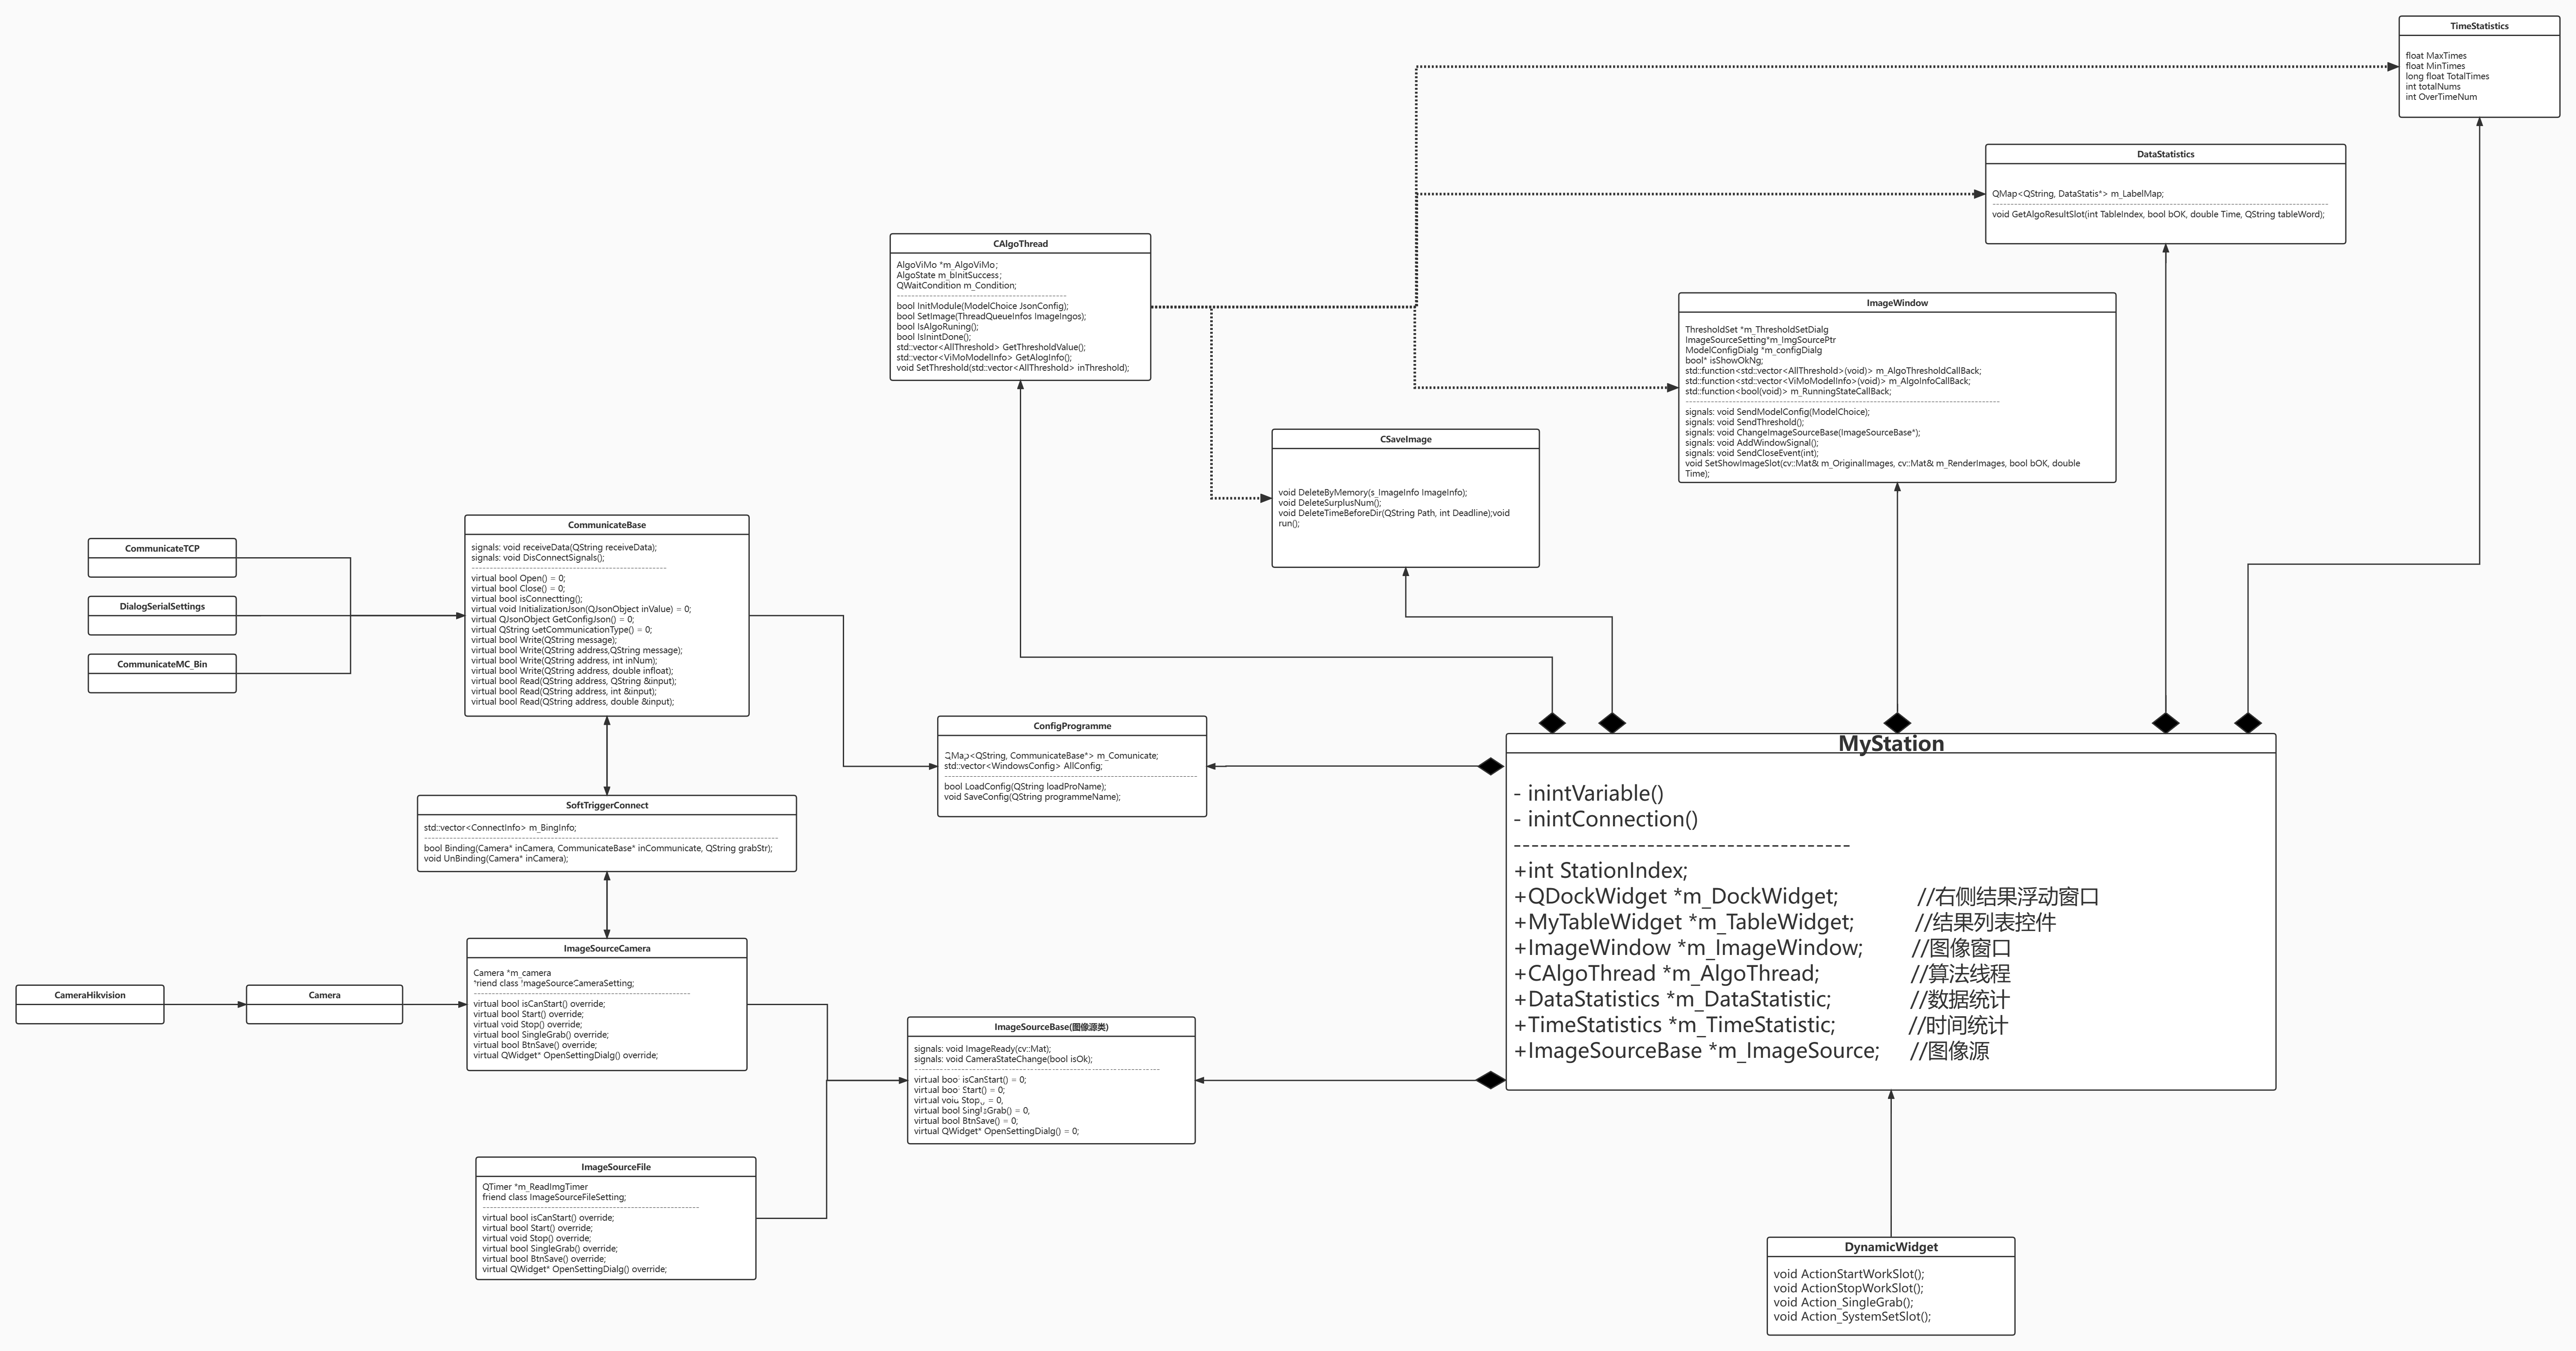 TimeStatistics
float MaxTimes
float MinTimes
long float TotalTimes
int totalNums
int OverTimeNum
DataStatistics
QMap<QString, DataStatis*> m_LabelMap;
void GetAlgoResultSlot(int TableIndex, bool bOK, double Time, QString tableWord);
CAlgoThread
AlgoViMo *m_AlgoViMo;
AlgoState m_bInitSuccess;
QWaitCondition m_Condition;
bool InitModule(ModelChoice JsonConfig);
bool SetImage(ThreadQueueInfos ImageIngos);
bool IsAlgoRuning();
bool IsInintDone();
std::vector<AllThreshold> GetThresholdValue();
std::vector<ViMoModelInfo> GetAlogInfo();
void SetThreshold(std::vector<AllThreshold> inThreshold);
ImageWindow
ThresholdSet *m_ThresholdSetDialg
ImageSourceSetting*m_ImgSourcePtr
ModelConfigDialg *m_configDialg
bool* isShowOkNg;
std::function<std::vector<AllThreshold>(void)> m_AlgoThresholdCallBack;
std::function<std::vector<ViMoModelInfo>(void)> m_AlgoInfoCallBack;
std::function<bool(void)> m_RunningStateCallBack;
signals: void SendModelConfig(ModelChoice);
signals: void SendThreshold();
signals: void ChangeImageSourceBase(ImageSourceBase*);
signals: void AddWindowSignal();
signals: void SendCloseEvent(int);
void SetShowImageSlot(cv::Mat& m_OriginalImages, cv::Mat& m_RenderImages, bool bOK, double
Time);
CSaveImage
void DeleteByMemory(s_ImageInfo ImageInfo);
void DeleteSurplusNum();
void DeleteTimeBeforeDir(QString Path, int Deadline);void
run();
CommunicateTCP
DialogSerialSettings
CommunicateMC_Bin
CommunicateBase
signals: void receiveData(QString receiveData);
signals: void DisConnectSignals();
virtual bool Open() = 0;
virtual bool Close() = 0;
virtual bool isConnectting();
virtual void InitializationJson(QJsonObject inValue) = 0;
virtual QJsonObject GetConfigJson() = 0;
virtual QString GetCommunicationType() = 0;
virtual bool Write(QString message);
virtual bool Write(QString address,QString message);
virtual bool Write(QString address, int inNum);
virtual bool Write(QString address, double infloat);
virtual bool Read(QString address, QString &input);
virtual bool Read(QString address, int &input);
virtual bool Read(QString address, double &input);
ConfigProgramme
QMap<QString, CommunicateBase*> m_Comunicate;
std::vector<WindowsConfig> AllConfig;
bool LoadConfig(QString loadProName);
void SaveConfig(QString programmeName);
SoftTriggerConnect
std::vector<ConnectInfo> m_BingInfo;
bool Binding(Camera* inCamera, CommunicateBase* inCommunicate, QString grabStr);
void UnBinding(Camera* inCamera);
MyStation
- inintVariable()
- inintConnection()
+int StationIndex;
+QDockWidget *m_DockWidget; //右侧结果浮动窗口
+MyTableWidget *m_TableWidget; //结果列表控件
+ImageWindow *m_ImageWindow; //图像窗口
+CAlgoThread *m_AlgoThread; //算法线程
+DataStatistics *m_DataStatistic; //数据统计
+TimeStatistics *m_TimeStatistic; //时间统计
+ImageSourceBase *m_ImageSource; //图像源
CameraHikvision
Camera
ImageSourceCamera
Camera *m_camera
friend class ImageSourceCameraSetting;
virtual bool isCanStart() override;
virtual bool Start() override;
virtual void Stop() override;
virtual bool SingleGrab() override;
virtual bool BtnSave() override;
virtual QWidget* OpenSettingDialg() override;
ImageSourceBase(图像源类)
signals: void ImageReady(cv::Mat);
signals: void CameraStateChange(bool isOk);
virtual bool isCanStart() = 0;
virtual bool Start() = 0;
virtual void Stop() = 0;
virtual bool SingleGrab() = 0;
virtual bool BtnSave() = 0;
virtual QWidget* OpenSettingDialg() = 0;
ImageSourceFile
QTimer *m_ReadImgTimer
friend class ImageSourceFileSetting;
virtual bool isCanStart() override;
virtual bool Start() override;
virtual void Stop() override;
virtual bool SingleGrab() override;
virtual bool BtnSave() override;
virtual QWidget* OpenSettingDialg() override;
DynamicWidget
void ActionStartWorkSlot();
void ActionStopWorkSlot();
void Action_SingleGrab();
void Action_SystemSetSlot();